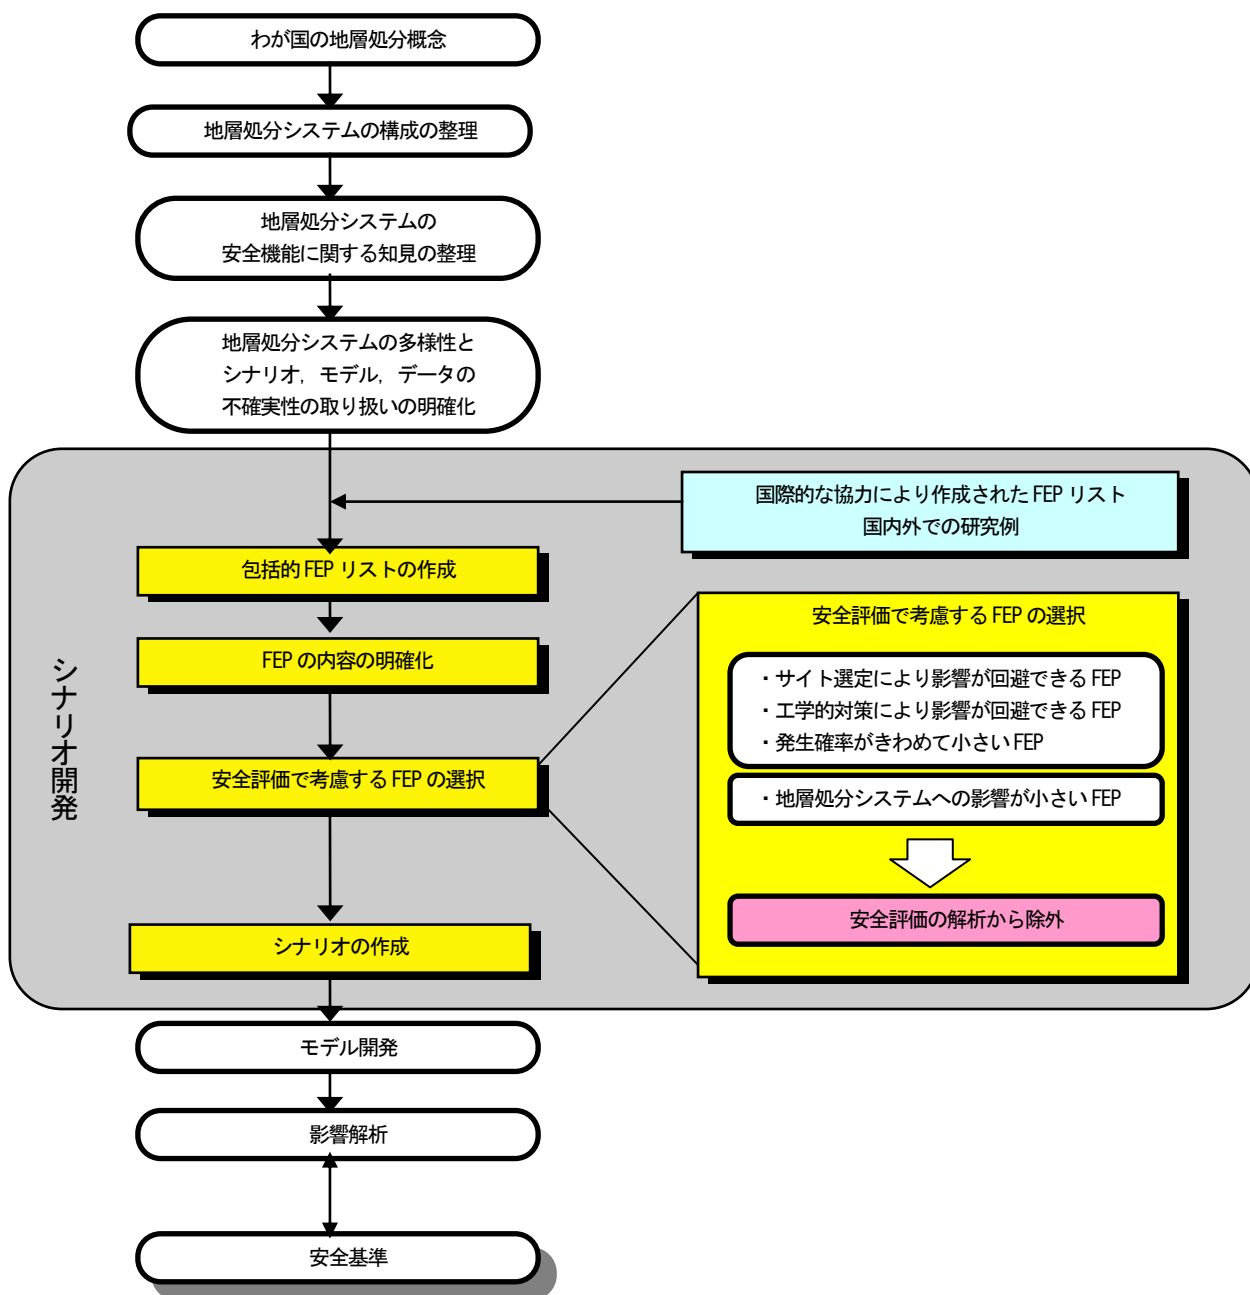 わが国の地層処分概念
地層処分システムの構成の整理
地層処分システムの
安全機能に関する知見の整理
地層処分システムの多様性と
シナリオ，モデル，データの
不確実性の取り扱いの明確化
国際的な協力により作成された FEP リスト
国内外での研究例
包括的 FEP リストの作成
FEP の内容の明確化
安全評価で考慮する FEP の選択
シナリオの作成
シナリオ開発
安全評価で考慮する FEP の選択
・サイト選定により影響が回避できる FEP
・工学的対策により影響が回避できる FEP
・発生確率がきわめて小さい FEP
・地層処分システムへの影響が小さい FEP
安全評価の解析から除外
モデル開発
影響解析
安全基準